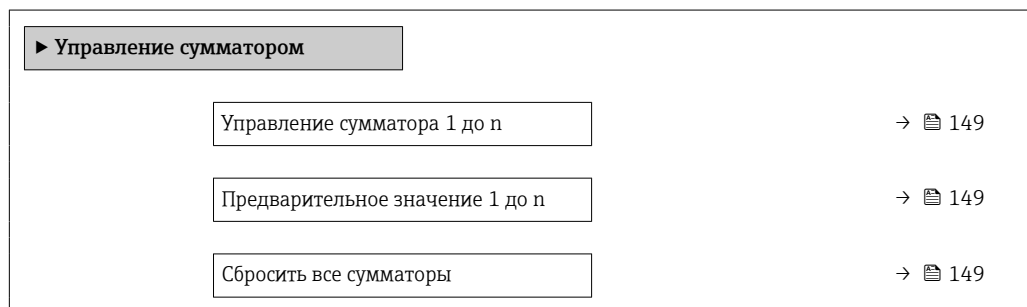 ▶ Управление сумматором
Управление сумматора 1 до n → 149
Предварительное значение 1 до n → 149
Сбросить все сумматоры → 149